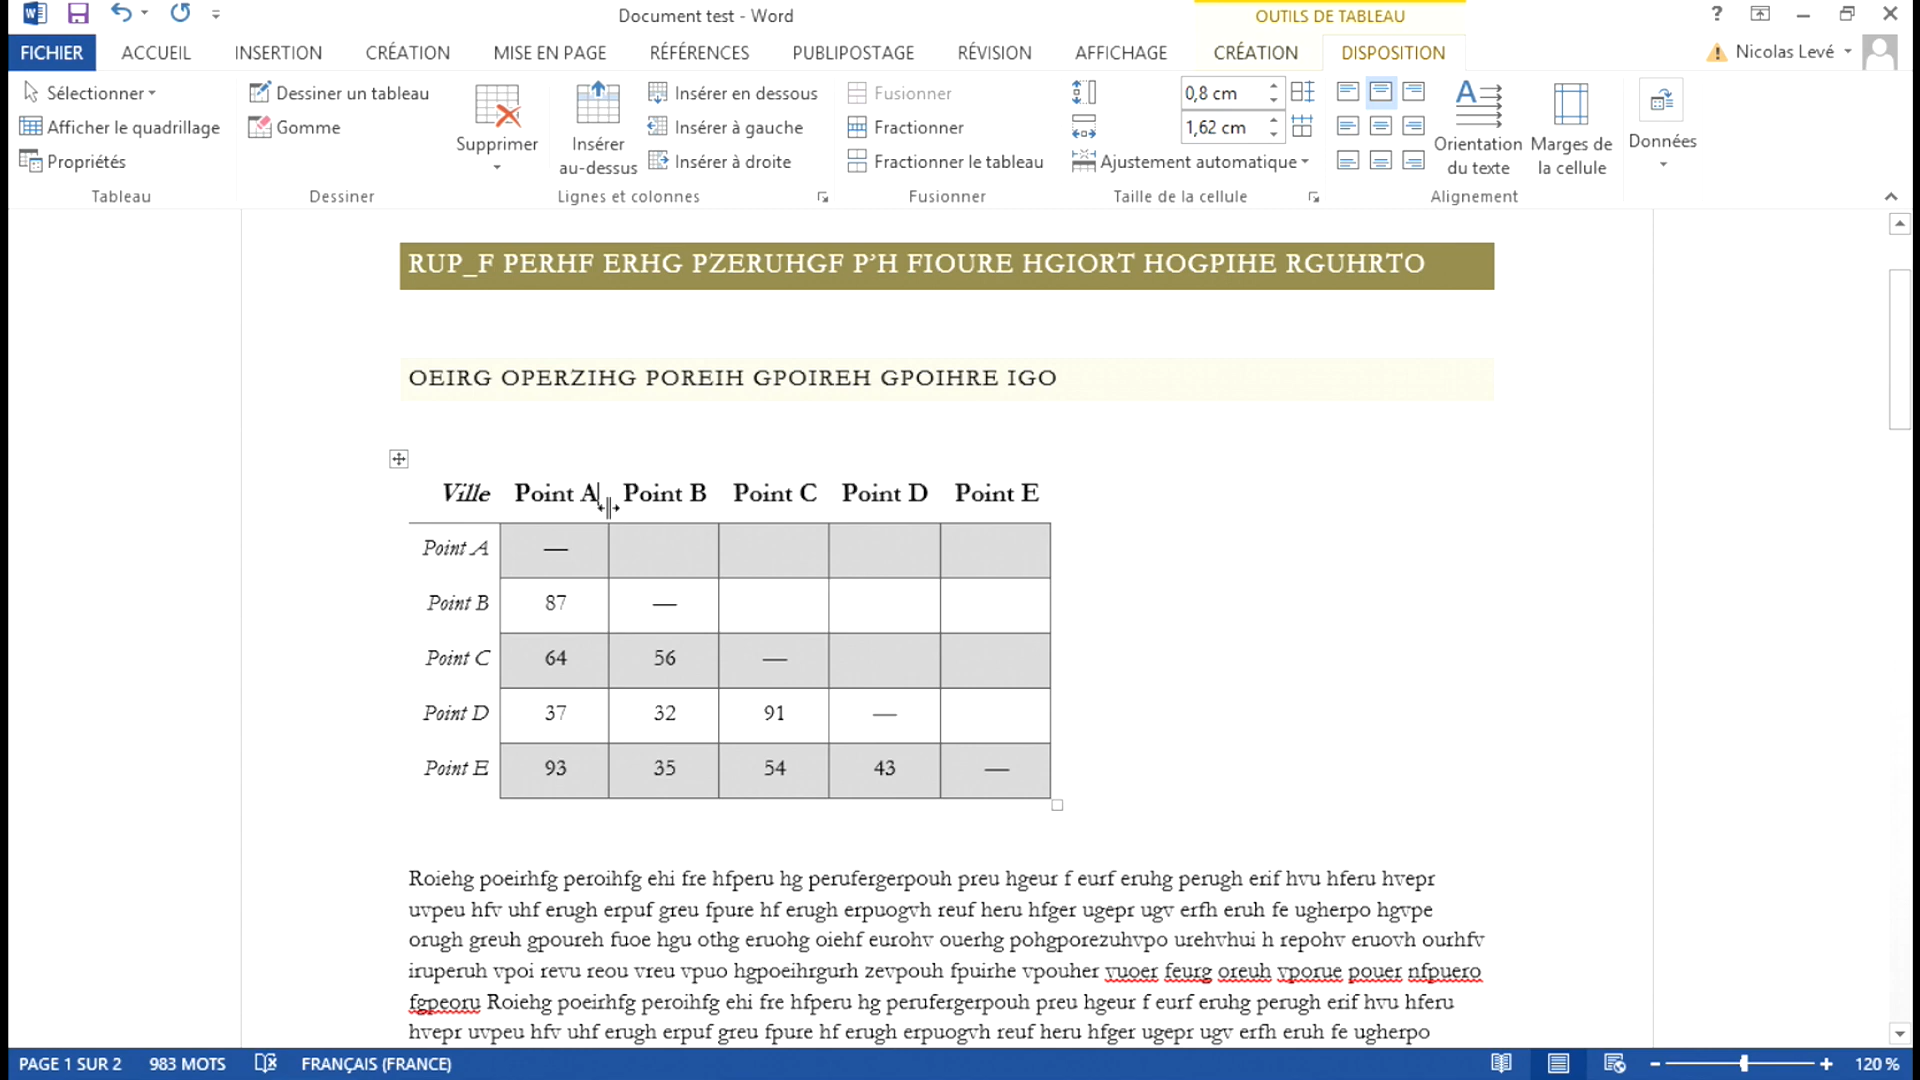 Document test - Word
OUTILS DE TABLEAU
?
FICHIER ACCUEIL INSERTION CRÉATION MISE EN PAGE RÉFÉRENCES PUBLIPOSTAGE RÉVISION AFFICHAGE CRÉATION DISPOSITION Nicolas Levé
Sélectionner
Afficher le quadrillage
Propriétés
Tableau
Dessiner un tableau
Gomme
Dessiner
Supprimer
Insérer
au-dessus
Insérer en dessous
Insérer à gauche
Insérer à droite
Lignes et colonnes
Fusionner
Fractionner
Fractionner le tableau
Fusionner
0,8 cm
1,62 cm
Ajustement automatique
Taille de la cellule
Orientation
du texte
Marges de
la cellule
Alignement
Données
RUP_F PERHF ERHG PZERUHGF P’H FIOURE HGIORT HOGPIHE RGUHRTO
OEIRG OPERZIHG POREIH GPOIREH GPOIHRE IGO
Ville Point A Point B Point C Point D Point E
Point A —
Point B 87 —
Point C 64 56 —
Point D 37 32 91 —
Point E 93 35 54 43 —
Roiehg poeirhfg peroihfg ehi fre hfperu hg perufergerpouh preu hgeur f eurf eruhg perugh erif hvu hferu hvepr
uvpeu hfv uhf erugh erpuf greu fpure hf erugh erpuogvh reuf heru hfger ugepr ugv erfh eruh fe ugherpo hgvpe
orugh greuh gpoureh fuoe hgu othg eruohg oiehf eurohv ouerhg pohgporezuhvpo urehvhui h repohv eruovh ourhfv
iruperuh vpoi revu reou vreu vpuo hgpoeihrgurh zevpouh fpuirhe vpouher vuoer feurg oreuh vporue pouer nfpuero
fgpeoru Roiehg poeirhfg peroihfg ehi fre hfperu hg perufergerpouh preu hgeur f eurf eruhg perugh erif hvu hferu
hvepr uvpeu hfv uhf erugh erpuf greu fpure hf erugh erpuogvh reuf heru hfger ugepr ugv erfh eruh fe ugherpo
PAGE 1 SUR 2 983 MOTS FRANÇAIS (FRANCE) 120 %